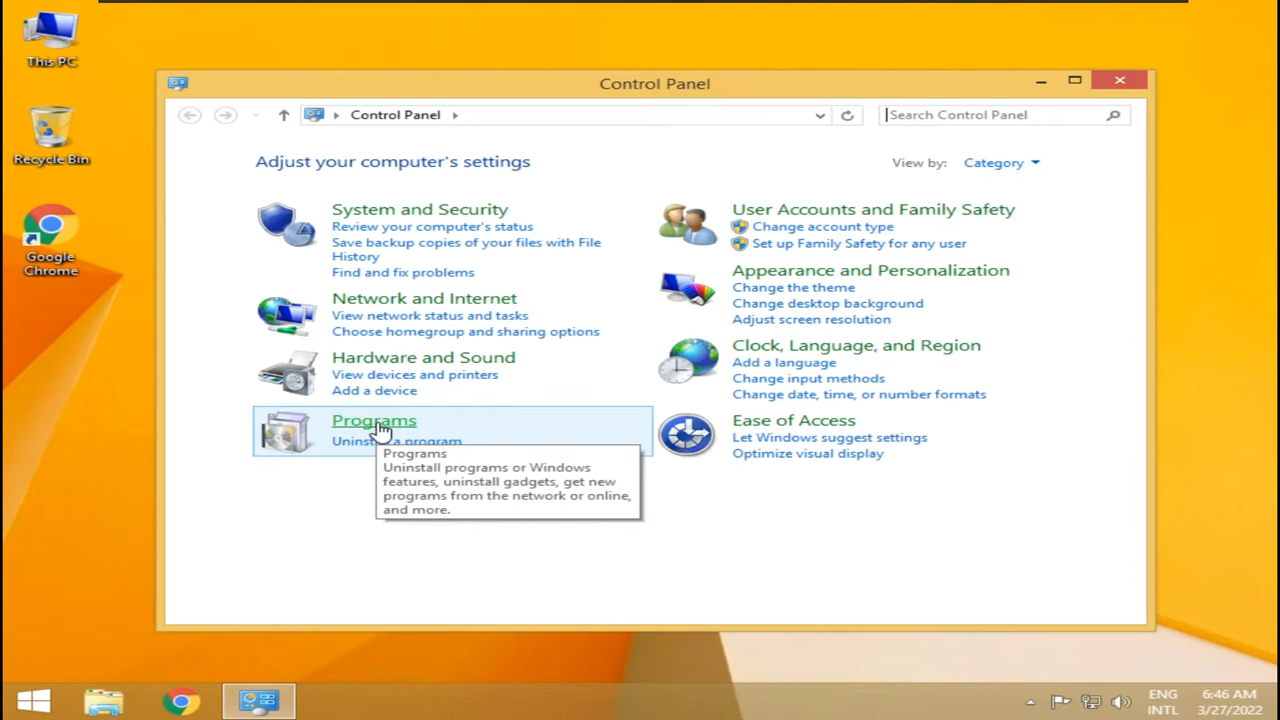 This PC
Recycle Bin
Google
Chrome
Control Panel
Control Panel
Search Control Panel
Adjust your computer's settings
View by: Category
System and Security
Review your computer's status
Save backup copies of your files with File
History
Find and fix problems
Network and Internet
View network status and tasks
Choose homegroup and sharing options
Hardware and Sound
View devices and printers
Add a device
Programs
Uninstall a program
Programs
Uninstall programs or Windows
features, uninstall gadgets, get new
programs from the network or online,
and more.
User Accounts and Family Safety
Change account type
Set up Family Safety for any user
Appearance and Personalization
Change the theme
Change desktop background
Adjust screen resolution
Clock, Language, and Region
Add a language
Change input methods
Change date, time, or number formats
Ease of Access
Let Windows suggest settings
Optimize visual display
ENG
INTL
6:46 AM
3/27/2022